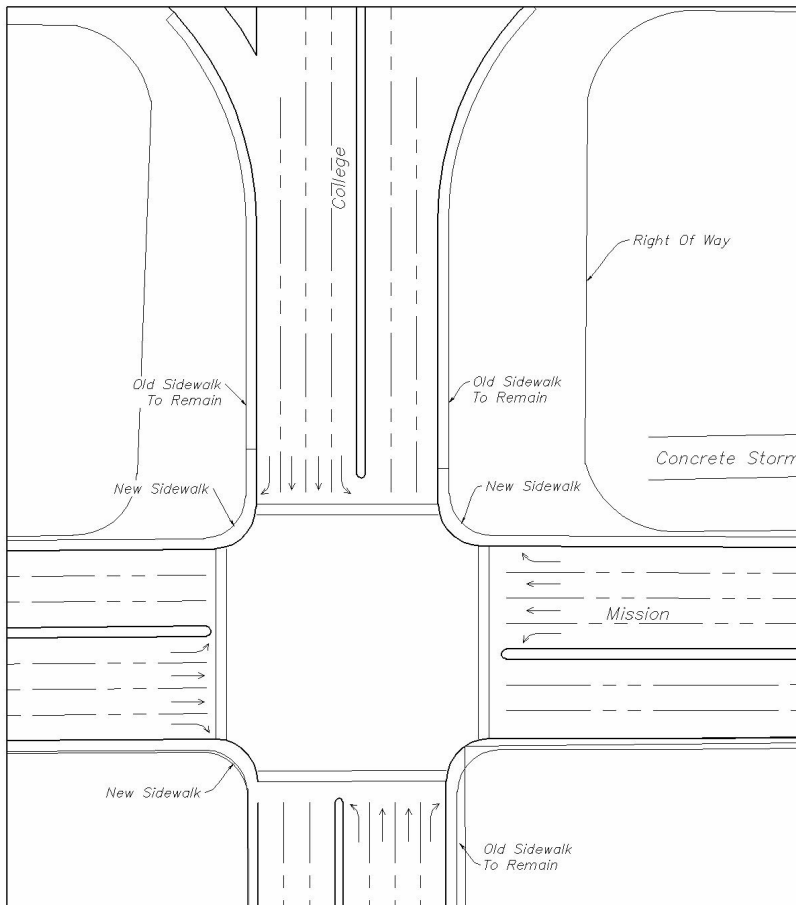 College
Right Of Way
Old Sidewalk
To Remain
Old Sidewalk
To Remain
Concrete Storm
New Sidewalk
New Sidewalk
Mission
New Sidewalk
Old Sidewalk
To Remain